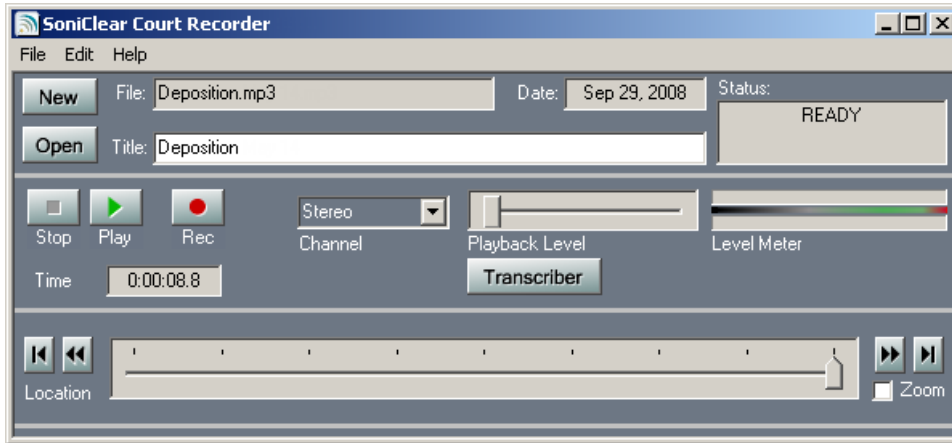 SoniClear Court Recorder
File Edit Help
New File: Deposition.mp3 Date: Sep 29, 2008 Status:
READY
Open Title: Deposition
Stereo
Stop Play Rec Channel Playback Level Level Meter
Time 0:00:08.8 Transcriber
Location Zoom